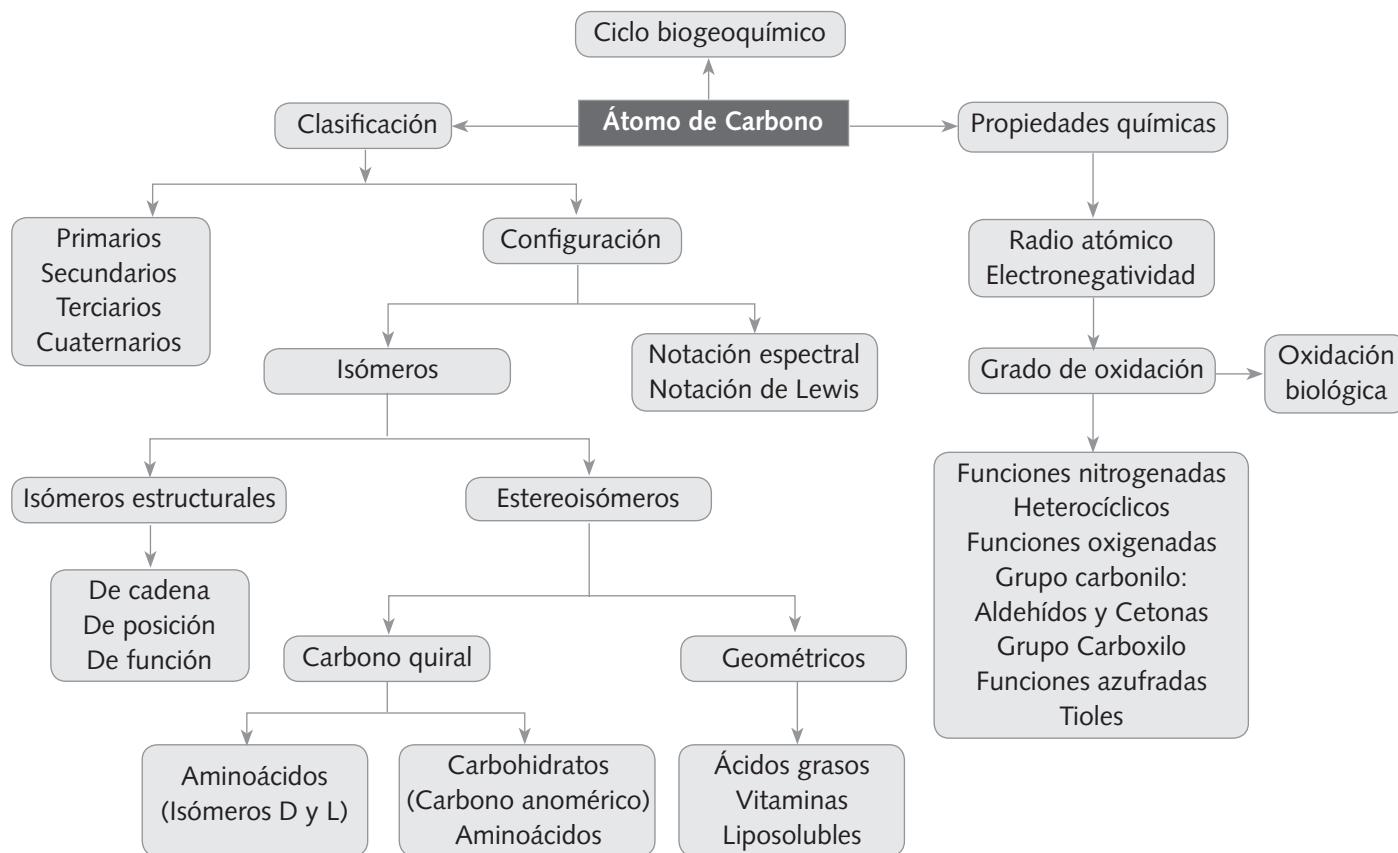 Ciclo biogeoquímico
Clasificación
Átomo de Carbono
Propiedades químicas
Primarios
Secundarios
Terciarios
Cuaternarios
Configuración
Radio atómico
Electronegatividad
Isómeros
Notación espectral
Notación de Lewis
Grado de oxidación
Oxidación
biológica
Isómeros estructurales
Estereoisómeros
Funciones nitrogenadas
Heterocíclicos
Funciones oxigenadas
Grupo carbonilo:
Aldehídos y Cetonas
Grupo Carboxilo
Funciones azufradas
Tioles
De cadena
De posición
De función
Carbono quiral
Geométricos
Aminoácidos
(Isómeros D y L)
Carbohidratos
(Carbono anomérico)
Aminoácidos
Ácidos grasos
Vitaminas
Liposolubles